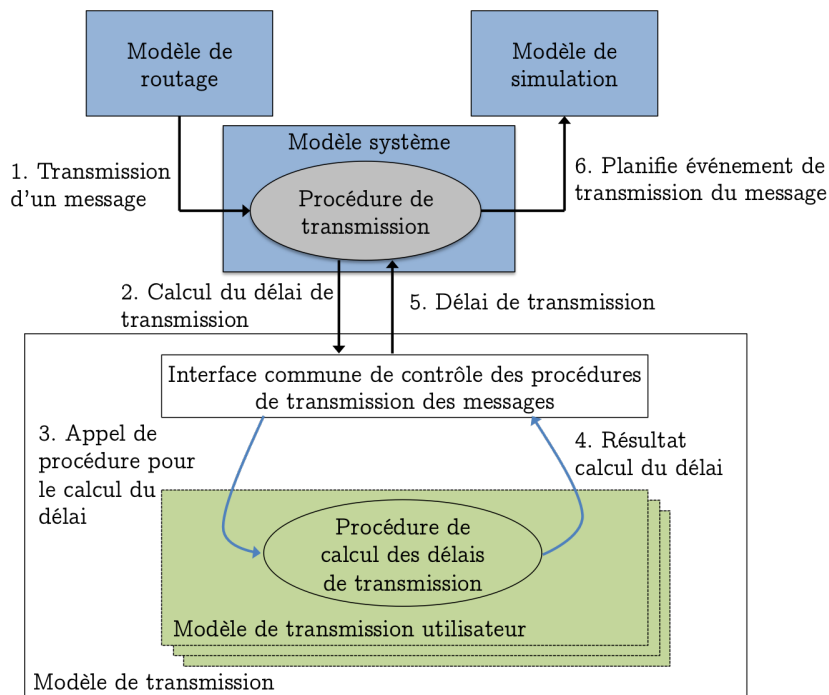 Modèle de
routage
Modèle de
simulation
Modèle système
1. Transmission
d'un message
Procédure de
transmission
6. Planifie événement de
transmission du message
2. Calcul du délai de
transmission
5. Délai de transmission
Interface commune de contrôle des procédures
de transmission des messages
3. Appel de
procédure pour
le calcul du
délai
4. Résultat
calcul du délai
Procédure de
calcul des délais
de transmission
Modèle de transmission utilisateur
Modèle de transmission